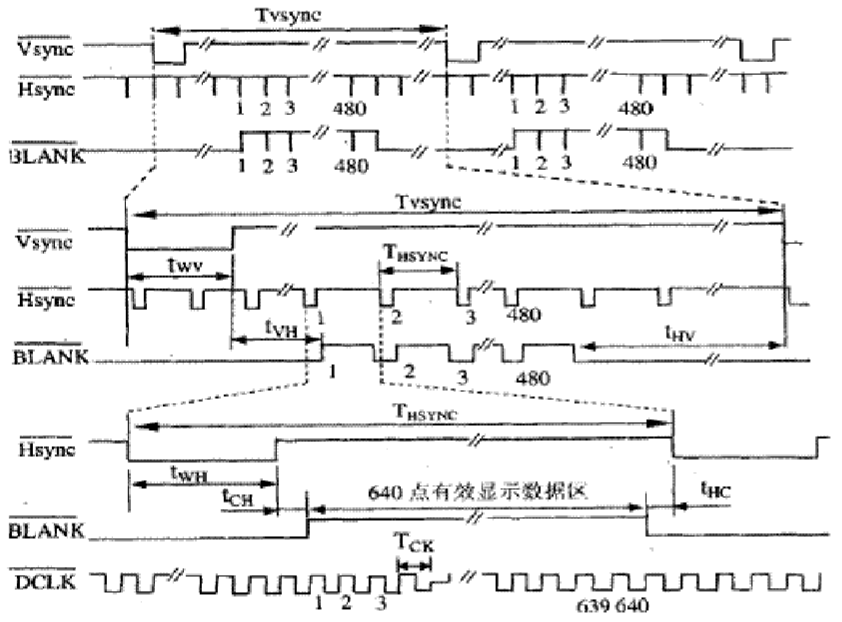 Tvsync
Vsync
Hsync
1 2 3 480 1 2 3 480
BLANK
1 2 3 480 1 2 3 480
Tvsync
Vsync
twv
THSYNC
Hsync
1 2 3 480
tVH
tHV
BLANK
1 2 3 480
THSYNC
Hsync
tWH
tCH
640 点有效显示数据区
tHC
BLANK
TCK
DCLK
1 2 3 639 640